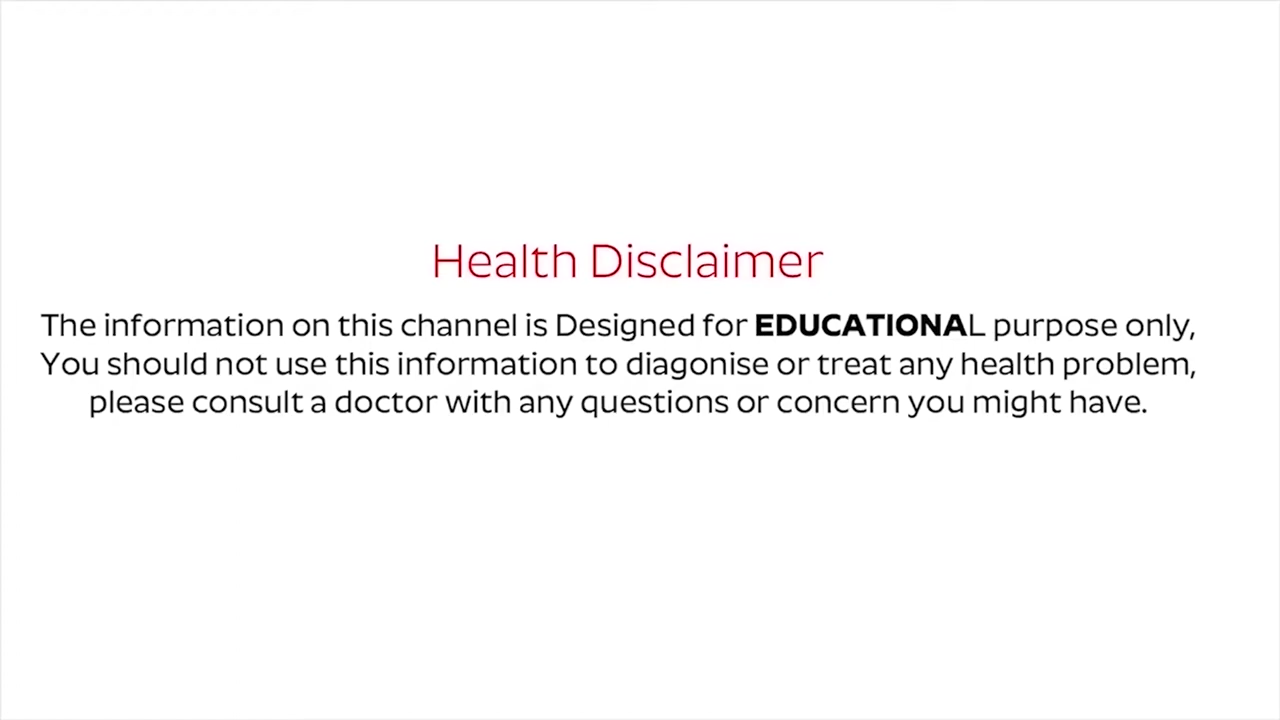 Health Disclaimer
The information on this channel is Designed for EDUCATIONAL purpose only,
You should not use this information to diagonise or treat any health problem,
please consult a doctor with any questions or concern you might have.